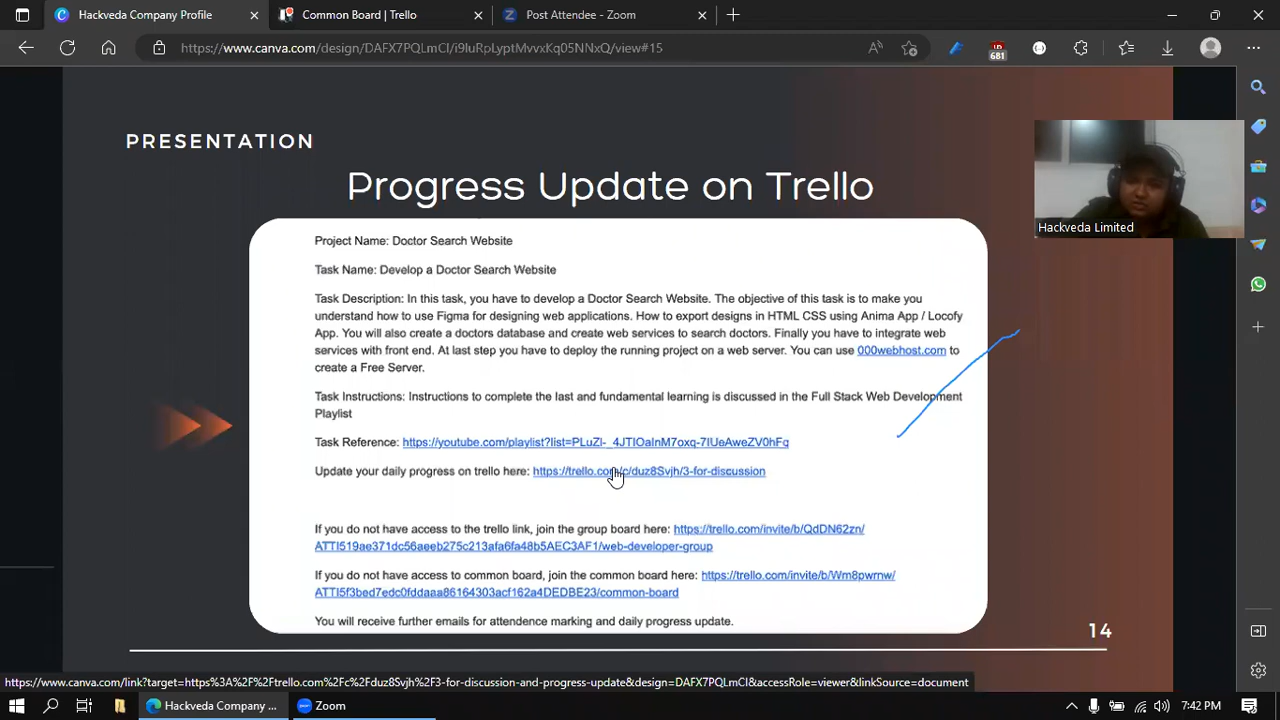 Hackveda Company Profile
Common Board | Trello
Post Attendee - Zoom
https://www.canva.com/design/DAFX7PQLmCI/i9luRpLyptMvvxKq05NNxQ/view#15
681
PRESENTATION
Progress Update on Trello
Project Name: Doctor Search Website
Task Name: Develop a Doctor Search Website
Task Description: In this task, you have to develop a Doctor Search Website. The objective of this task is to make you
understand how to use Figma for designing web applications. How to export designs in HTML CSS using Anima App / Locofy
App. You will also create a doctors database and create web services to search doctors. Finally you have to integrate web
services with front end. At last step you have to deploy the running project on a web server. You can use 000webhost.com to
create a Free Server.
Task Instructions: Instructions to complete the last and fundamental learning is discussed in the Full Stack Web Development
Playlist
Task Reference: https://youtube.com/playlist?list=PLuZl-_4JTIOaInM7oxq-7IUeAweZV0hFq
Update your daily progress on trello here: https://trello.com/c/duz8Svjh/3-for-discussion
If you do not have access to the trello link, join the group board here: https://trello.com/invite/b/QdDN62zn/
ATTI519ae371dc56aeeb275c213afa6fa48b5AEC3AF1/web-developer-group
If you do not have access to common board, join the common board here: https://trello.com/invite/b/Wm8pwrnw/
ATTI5f3bed7edc0fddaaa86164303acf162a4DEDBE23/common-board
You will receive further emails for attendence marking and daily progress update.
14
Hackveda Limited
https://www.canva.com/link?target=https%3A%2F%2Ftrello.com%2Fc%2Fduz8Svjh%2F3-for-discussion-and-progress-update&design=DAFX7PQLmCI&accessRole=viewer&linkSource=document
Hackveda Company ...
Zoom
7:42 PM